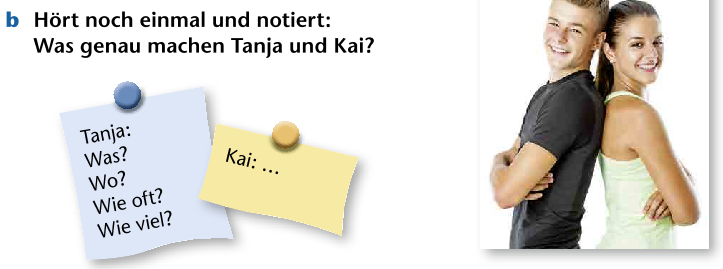 b Hört noch einmal und notiert:
Was genau machen Tanja und Kai?
Tanja:
Was?
Wo?
Wie oft?
Wie viel?
Kai: ...